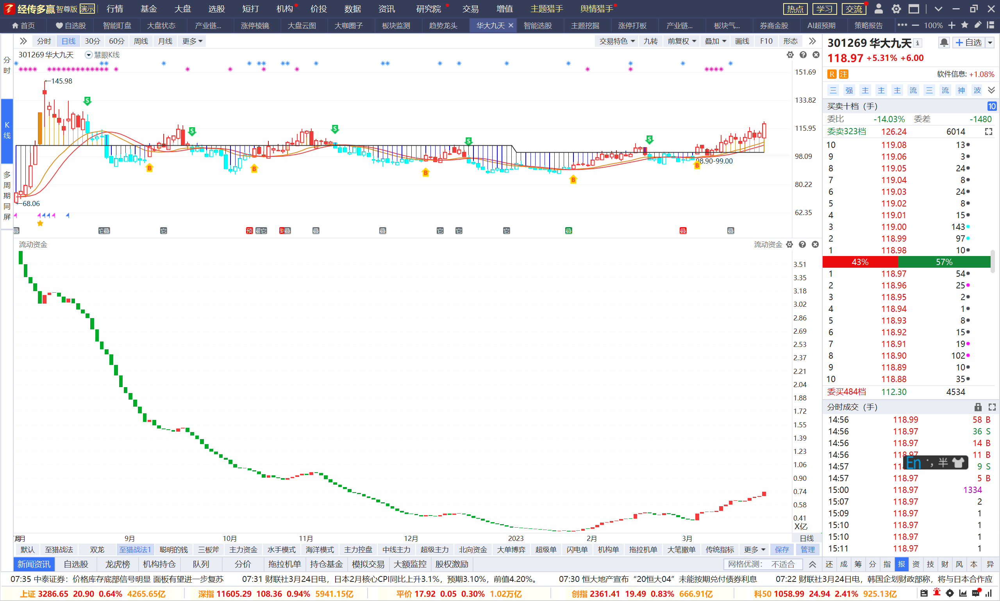 经传多赢 智尊版 演示 行情 基金 大盘 选股 短打 机构 价投 数据 资讯 研究院 交易 增值 主题猎手 舆情猎手 热点 学习 交流
首页 自选股 智能盯盘 大盘状态 产业链... 涨停棱镜 大盘云图 大咖圈子 板块监测 趋势龙头 华大九天 智能选股 主题挖掘 涨停打板 产业链... 板块气... 券商金股 AI超预期 策略报告 100%
分时 日线 30分 60分 周线 月线 更多 交易特色 九转 前复权 叠加 画线 F10 形态
分时
K线
多周期同屏
301269 华大九天 慧眼K线
145.98
68.06
98.90-99.00
S S S S S
B B B B B
151.69
133.82
115.95
98.09
80.22
62.35
叠 它叠 它 预 叠它 财叠 叠 叠 它 它 它 叠 叠 叠
流动资金 流动资金
3.51
3.35
3.18
3.02
2.86
2.69
2.53
2.37
2.21
2.04
1.88
1.72
1.55
1.39
1.23
1.06
0.90
0.74
0.58
0.41
X亿
8月 9月 10月 11月 12月 2023 2月 3月 日线
默认 至猎战法 双龙 至猎战法1 聪明的钱 三板斧 主力资金 水手模式 海洋模式 主力控盘 中线主力 超级主力 北向资金 大单博弈 超级单 闪电单 机构单 拖拉机单 大笔撤单 传统指标 更多 保存 管理
新闻资讯 自选股 龙虎榜 机构持仓 队列 分价 拖拉机单 持仓基金 模拟交易 大额监控 股权激励 网格优测： 不适合
301269 华大九天 自选
118.97 +5.31% +6.00
R 注 软件信息: +1.08%
三 强 主 主 主 流 三 流 神 波
买卖十档（手） 10
委比 -14.03% 委差 -1480
委卖323档 126.24 6014
10 119.08 13
9 119.06 3
8 119.05 24
7 119.04 8
6 119.03 24
5 119.02 8
4 119.01 15
3 119.00 143
2 118.99 97
1 118.98 10
43% 57%
1 118.97 54
2 118.96 25
3 118.95 2
4 118.94 1
5 118.93 8
6 118.92 15
7 118.91 19
8 118.90 102
9 118.89 10
10 118.88 35
委买484档 112.30 4534
分时成交（手）
14:56 118.99 58 B
14:56 118.97 36 S
14:56 118.97 14 B
14:56 118.97 11 B
14:57 9 S
En 半
14:57 118.97 5 B
15:00 118.97 1334
15:07 118.97 2
15:09 118.97 1
15:10 118.97 1
15:10 118.97 1
15:11 118.97 1
还 成 筹 分 指 报 资 技 财 风 本 异
07:35 中泰证券：价格库存底部信号明显 面板有望进一步复苏 07:31 财联社3月24日电，日本2月核心CPI同比上升3.1%，预期3.10%，前值4.20%。 07:30 恒大地产宣布“20恒大04”未能按期兑付债券利息 07:22 财联社3月24日电，韩国企划财政部称，将与日本合作应
上证 3286.65 20.90 0.64% 4265.65亿 深指 11605.29 108.36 0.94% 5941.15亿 平价 17.92 0.05 0.30% 1.02万亿 创指 2361.41 19.49 0.83% 666.91亿 科50 1058.99 24.94 2.41% 925.13亿